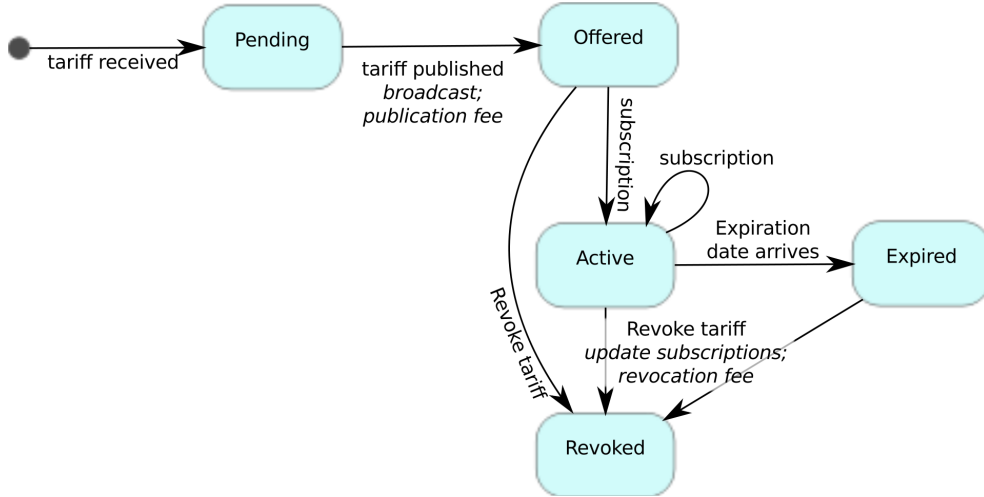 Pending
Offered
tariff received
tariff published
broadcast;
publication fee
subscription
subscription
Expiration
date arrives
Active
Expired
Revoke tariff
Revoke tariff
update subscriptions;
revocation fee
Revoked